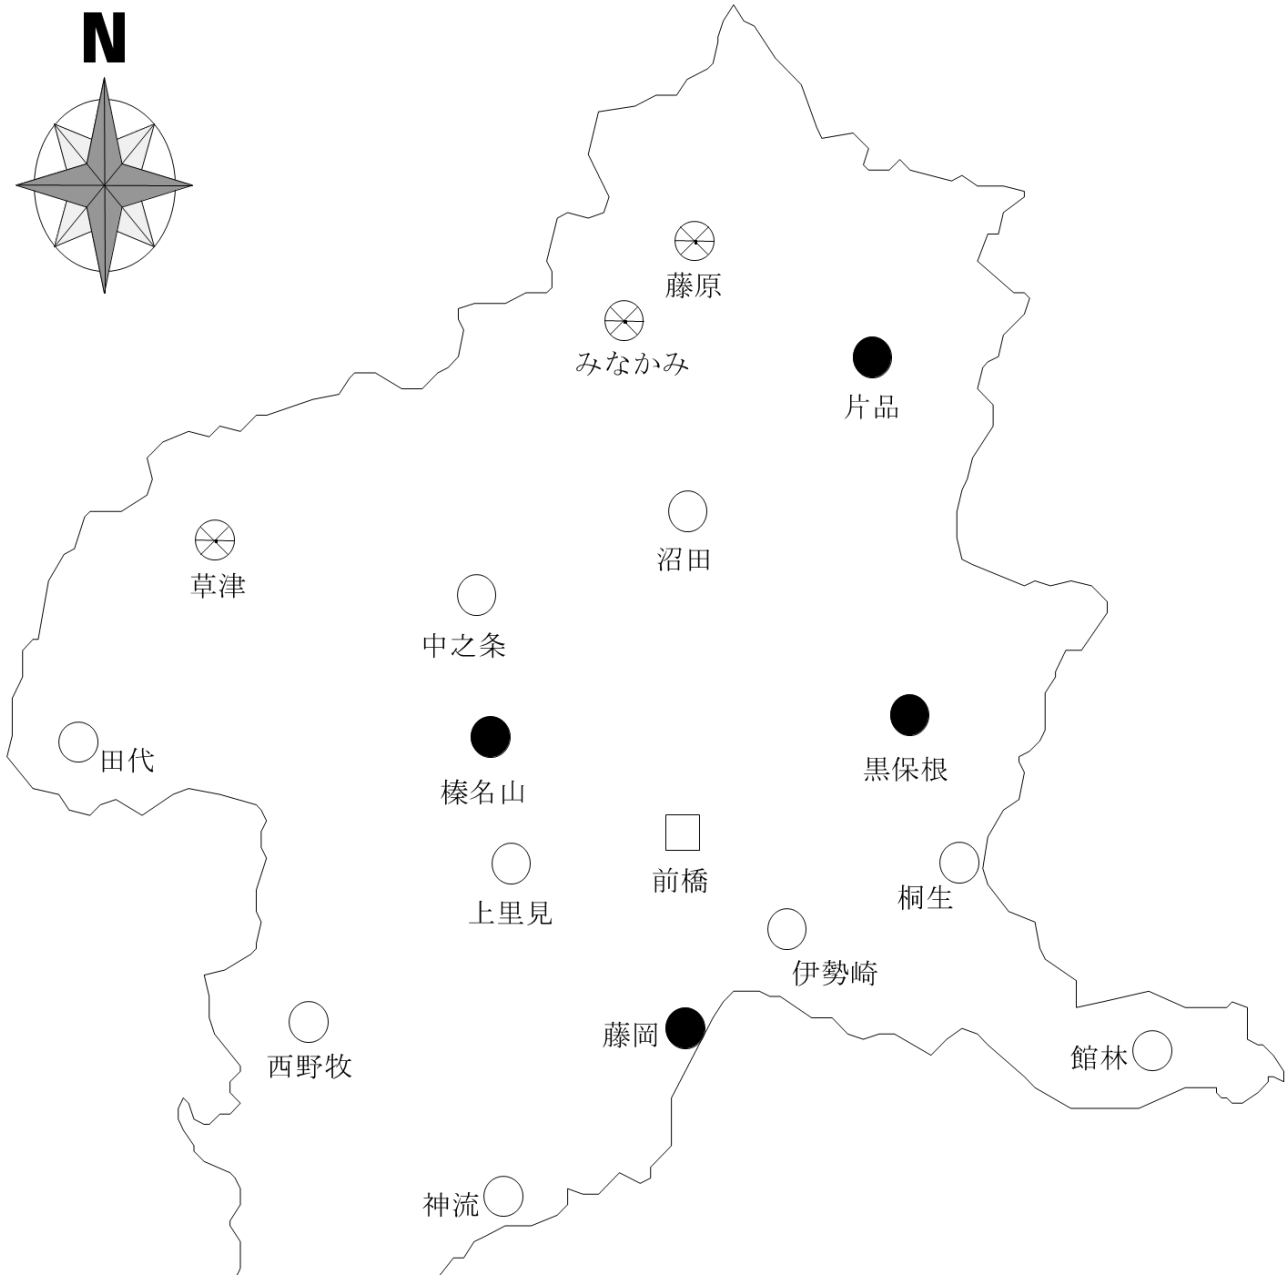 N
藤原
みなかみ
片品
沼田
草津
中之条
田代
榛名山
黒保根
前橋
桐生
上里見
伊勢崎
藤岡
西野牧
館林
神流